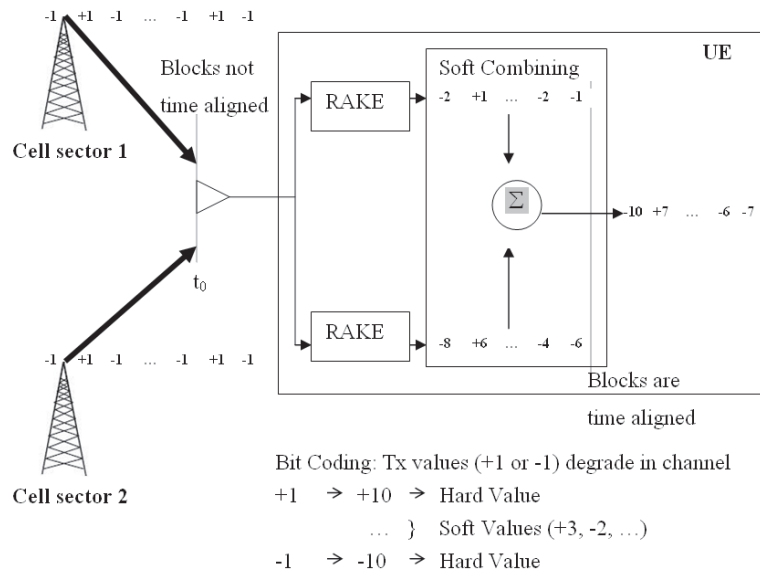 -1 +1 -1 ... -1 +1 -1
Blocks not
time aligned
Cell sector 1
UE
RAKE
Soft Combining
-2 +1 ... -2 -1
Σ
-10 +7 ... -6 -7
t0
RAKE
-8 +6 ... -4 -6
-1 +1 -1 ... -1 +1 -1
Blocks are
time aligned
Cell sector 2
Bit Coding: Tx values (+1 or -1) degrade in channel
+1 → +10 → Hard Value
... } Soft Values (+3, -2, ...)
-1 → -10 → Hard Value